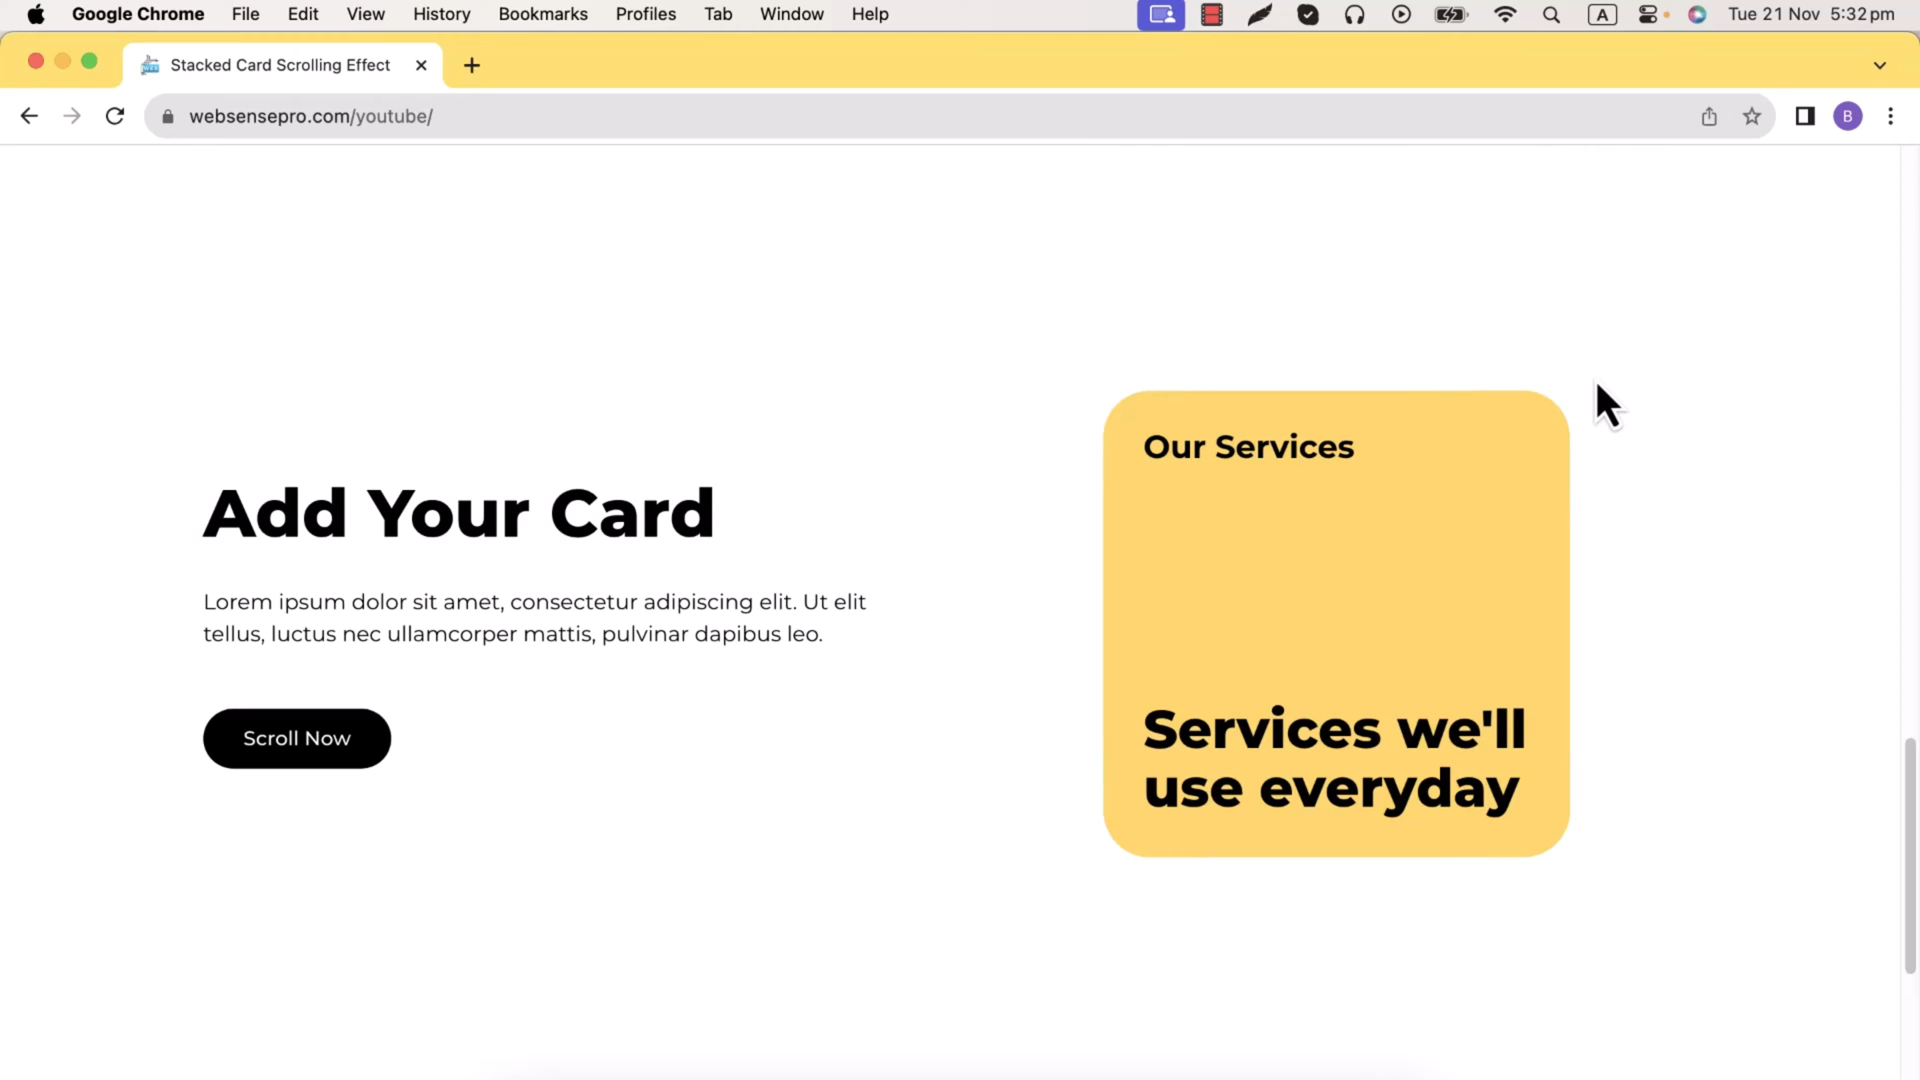 Google Chrome File Edit View History Bookmarks Profiles Tab Window Help A Tue 21 Nov 5:32 pm
Stacked Card Scrolling Effect
websensepro.com/youtube/ B
Our Services
Add Your Card
Lorem ipsum dolor sit amet, consectetur adipiscing elit. Ut elit
tellus, luctus nec ullamcorper mattis, pulvinar dapibus leo.
Scroll Now
Services we'll
use everyday